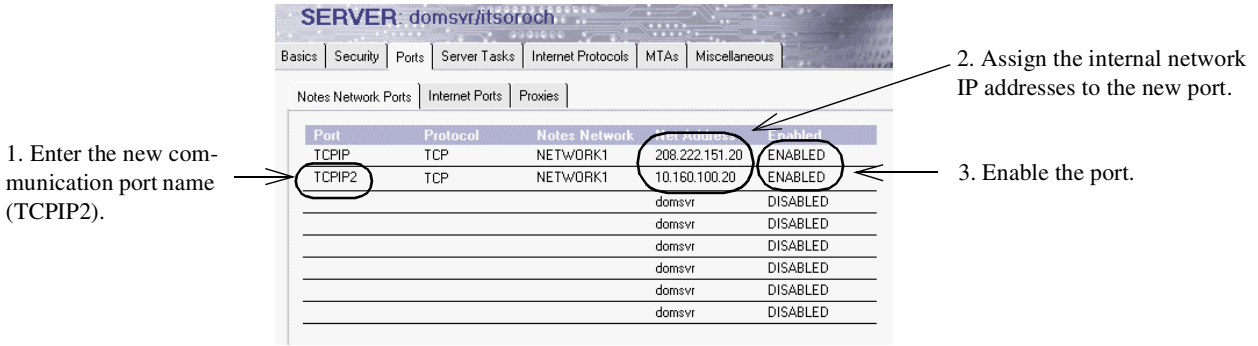 SERVER: domsvr/itsoroch
Basics Security Ports Server Tasks Internet Protocols MTAs Miscellaneous
Notes Network Ports Internet Ports Proxies
Port Protocol Notes Network Net Address Enabled
TCPIP TCP NETWORK1 208.222.151.20 ENABLED
TCPIP2 TCP NETWORK1 10.160.100.20 ENABLED
domsvr DISABLED
domsvr DISABLED
domsvr DISABLED
domsvr DISABLED
domsvr DISABLED
domsvr DISABLED
1. Enter the new com-
munication port name
(TCPIP2).
2. Assign the internal network
IP addresses to the new port.
3. Enable the port.